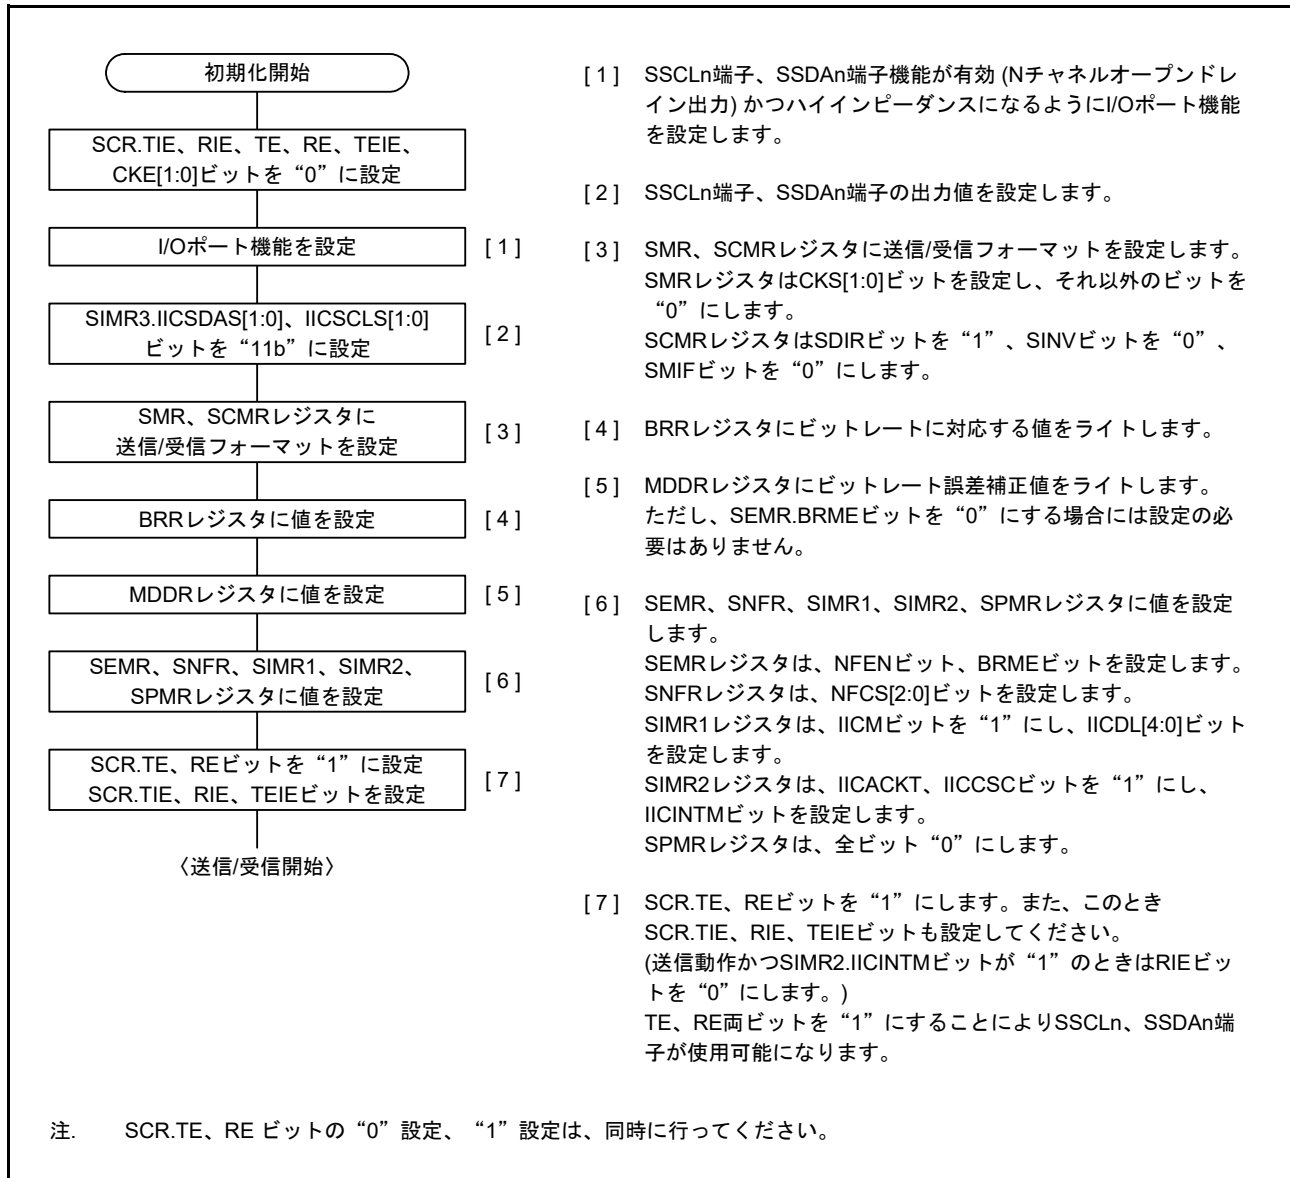 初期化開始
SCR.TIE、RIE、TE、RE、TEIE、
CKE[1:0]ビットを“0”に設定
I/Oポート機能を設定
[ 1 ]
SIMR3.IICSDAS[1:0]、IICSCLS[1:0]
ビットを“11b”に設定
[ 2 ]
SMR、SCMRレジスタに
送信/受信フォーマットを設定
[ 3 ]
BRRレジスタに値を設定
[ 4 ]
MDDRレジスタに値を設定
[ 5 ]
SEMR、SNFR、SIMR1、SIMR2、
SPMRレジスタに値を設定
[ 6 ]
SCR.TE、REビットを“1”に設定
SCR.TIE、RIE、TEIEビットを設定
[ 7 ]
〈送信/受信開始〉
[ 1 ] SSCLn端子、SSDAn端子機能が有効 (Nチャネルオープンドレ
イン出力) かつハイインピーダンスになるようにI/Oポート機能
を設定します。
[ 2 ] SSCLn端子、SSDAn端子の出力値を設定します。
[ 3 ] SMR、SCMRレジスタに送信/受信フォーマットを設定します。
SMRレジスタはCKS[1:0]ビットを設定し、それ以外のビットを
“0”にします。
SCMRレジスタはSDIRビットを“1”、SINVビットを“0”、
SMIFビットを“0”にします。
[ 4 ] BRRレジスタにビットレートに対応する値をライトします。
[ 5 ] MDDRレジスタにビットレート誤差補正値をライトします。
ただし、SEMR.BRMEビットを“0”にする場合には設定の必
要はありません。
[ 6 ] SEMR、SNFR、SIMR1、SIMR2、SPMRレジスタに値を設定
します。
SEMRレジスタは、NFENビット、BRMEビットを設定します。
SNFRレジスタは、NFCS[2:0]ビットを設定します。
SIMR1レジスタは、IICMビットを“1”にし、IICDL[4:0]ビット
を設定します。
SIMR2レジスタは、IICACKT、IICCSCビットを“1”にし、
IICINTMビットを設定します。
SPMRレジスタは、全ビット“0”にします。
[ 7 ] SCR.TE、REビットを“1”にします。また、このとき
SCR.TIE、RIE、TEIEビットも設定してください。
(送信動作かつSIMR2.IICINTMビットが“1”のときはRIEビッ
トを“0”にします。)
TE、RE両ビットを“1”にすることによりSSCLn、SSDAn端
子が使用可能になります。
注. SCR.TE、RE ビットの“0”設定、“1”設定は、同時に行ってください。